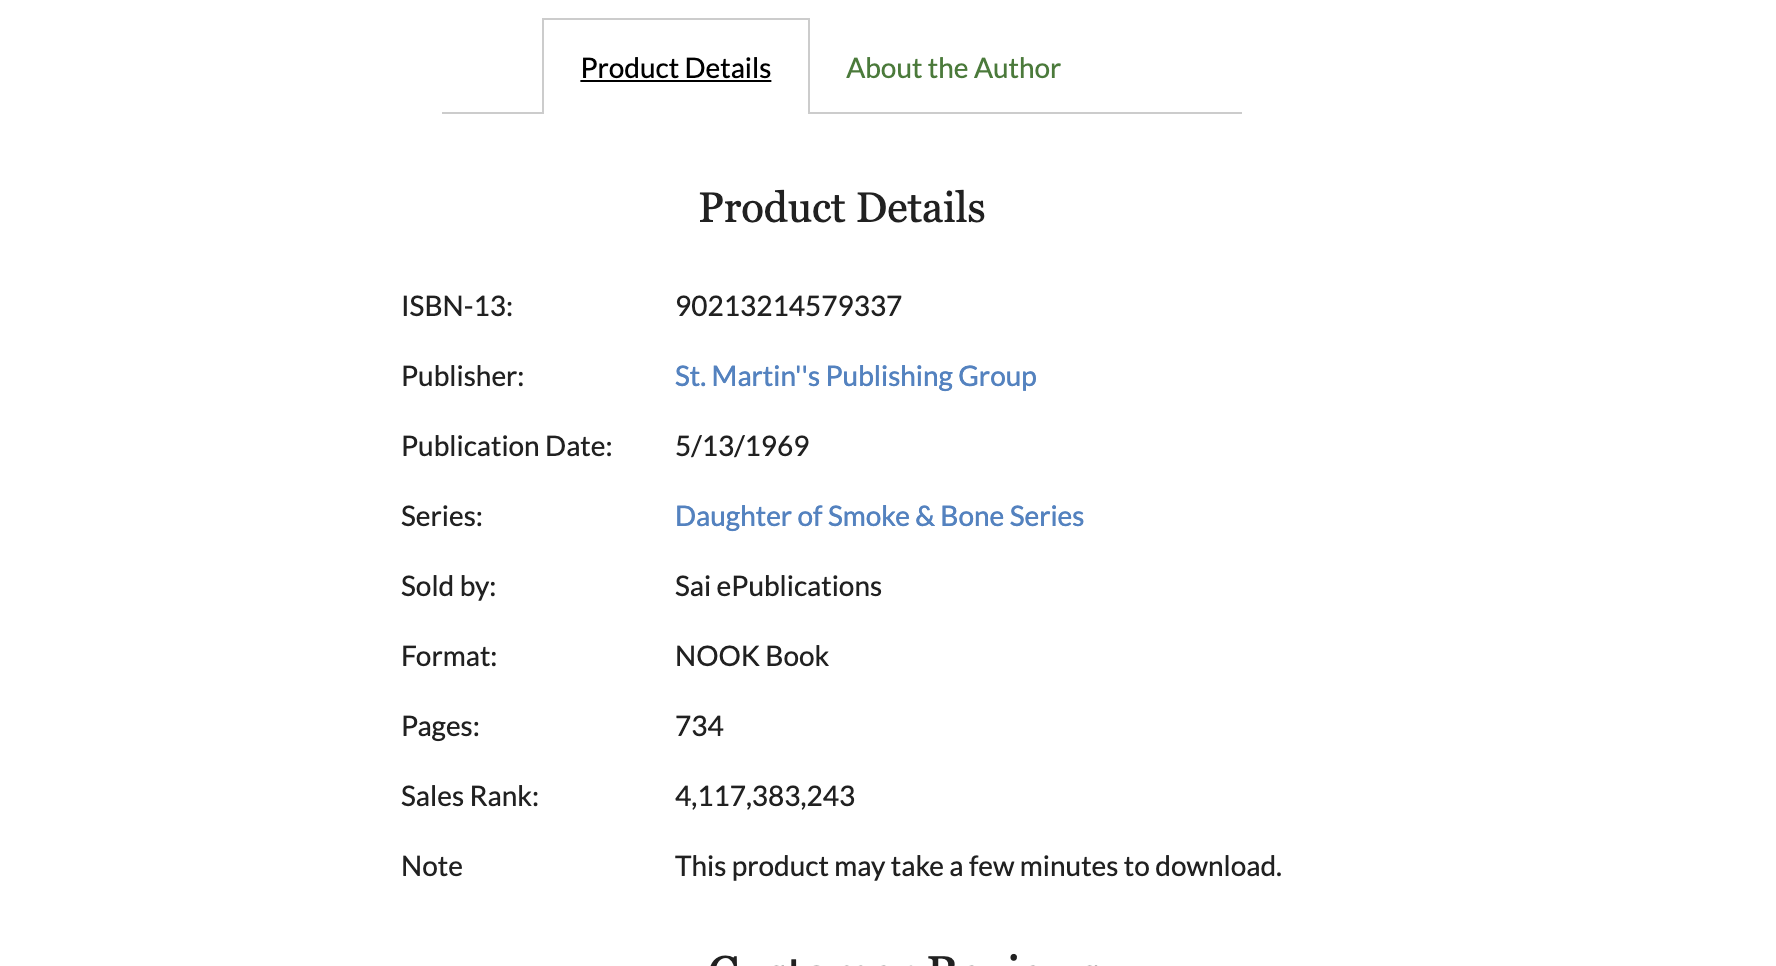 Product Details About the Author
Product Details
ISBN-13: 90213214579337
Publisher: St. Martin''s Publishing Group
Publication Date: 5/13/1969
Series: Daughter of Smoke & Bone Series
Sold by: Sai ePublications
Format: NOOK Book
Pages: 734
Sales Rank: 4,117,383,243
Note This product may take a few minutes to download.